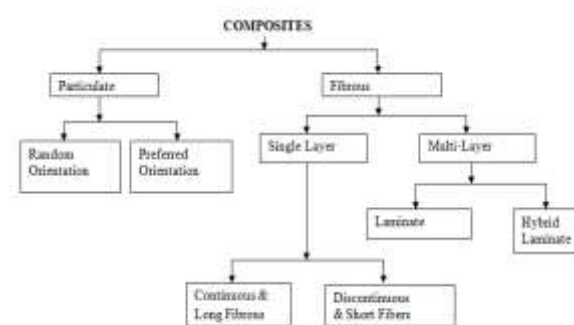 COMPOSITES
Particulate
Fibrous
Random
Orientation
Preferred
Orientation
Single Layer
Multi-Layer
Laminate
Hybrid
Laminate
Continuous &
Long Fibrous
Discontinuous
& Short Fibers